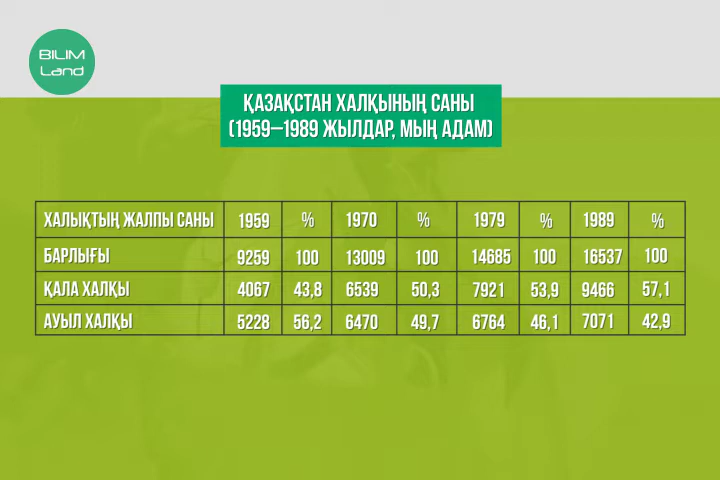 BILIM
Land
ҚАЗАҚСТАН ХАЛҚЫНЫҢ САНЫ
(1959–1989 ЖЫЛДАР, МЫҢ АДАМ)
ХАЛЫҚТЫҢ ЖАЛПЫ САНЫ 1959 % 1970 % 1979 % 1989 %
БАРЛЫҒЫ 9259 100 13009 100 14685 100 16537 100
ҚАЛА ХАЛҚЫ 4067 43,8 6539 50,3 7921 53,9 9466 57,1
АУЫЛ ХАЛҚЫ 5228 56,2 6470 49,7 6764 46,1 7071 42,9